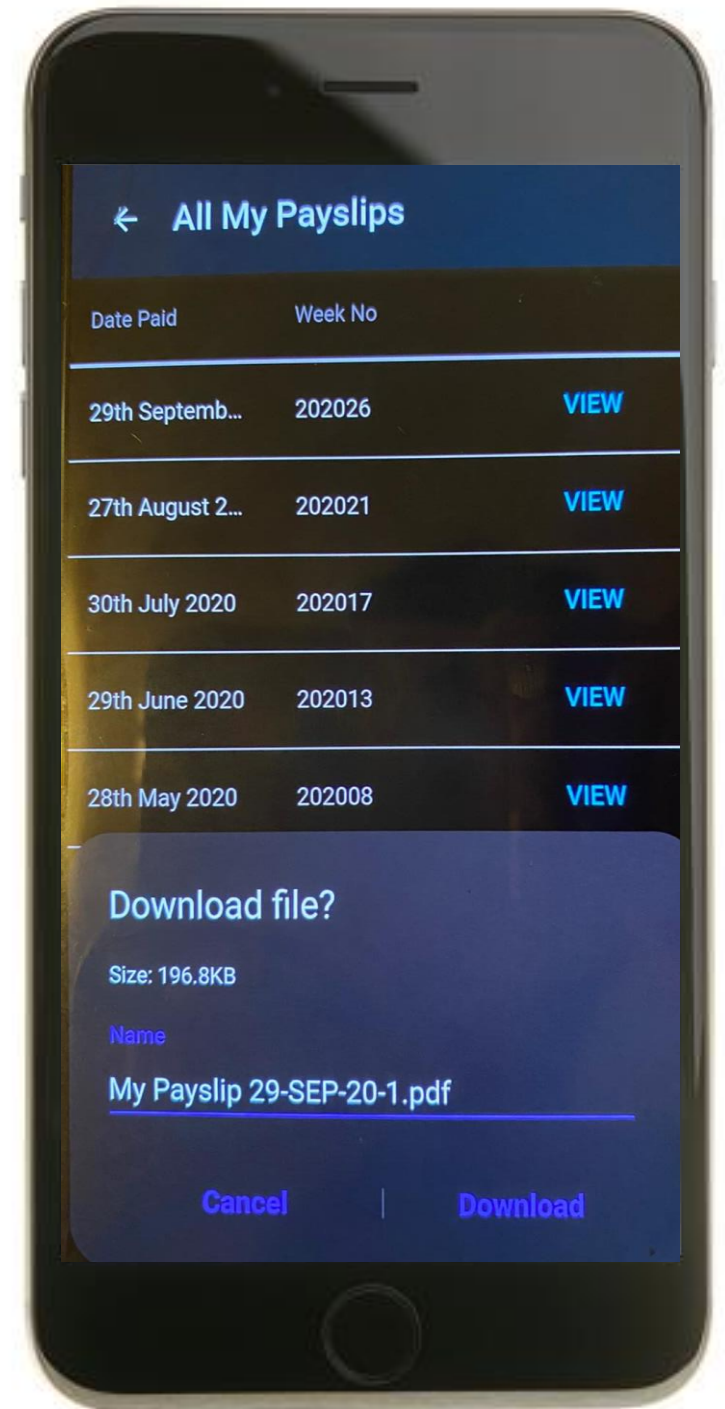 All My Payslips
Date Paid Week No
29th Septemb... 202026 VIEW
27th August 2... 202021 VIEW
30th July 2020 202017 VIEW
29th June 2020 202013 VIEW
28th May 2020 202008 VIEW
Download file?
Size: 196.8KB
Name
My Payslip 29-SEP-20-1.pdf
Cancel | Download